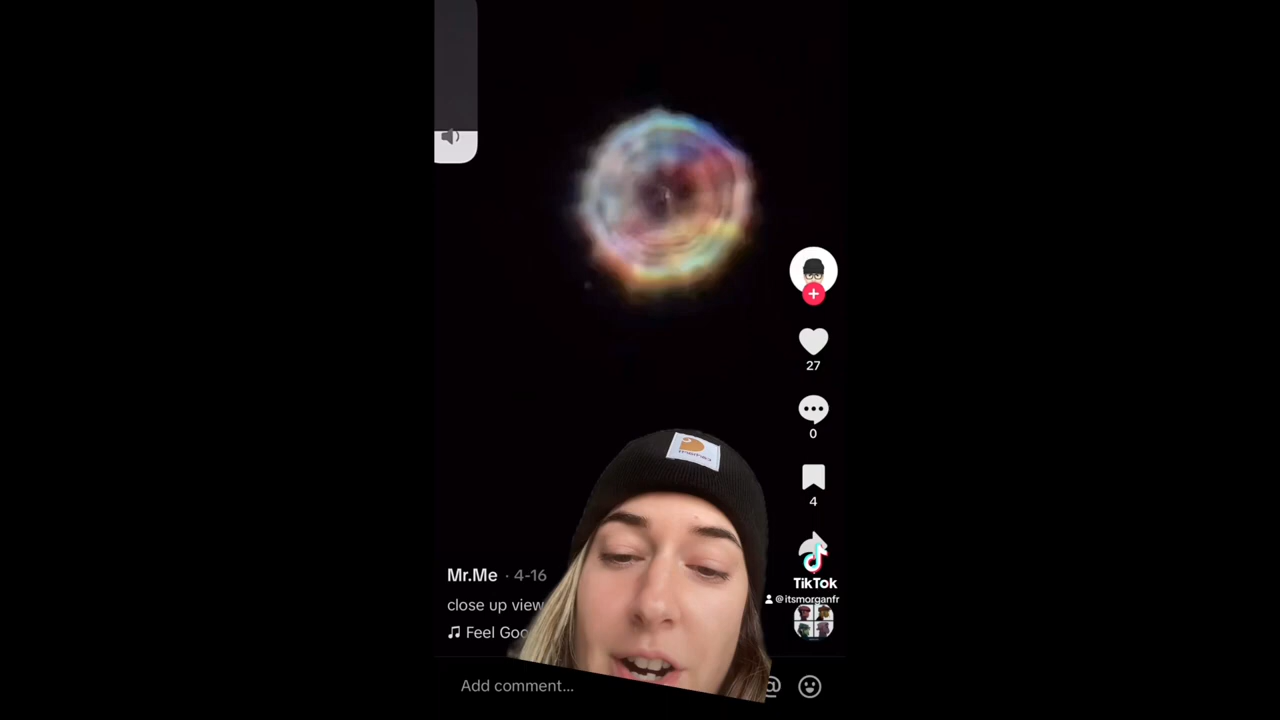 27
0
4
TikTok
@itsmorganfr
Mr.Me · 4-16
close up view
Feel Goo
Add comment...
@